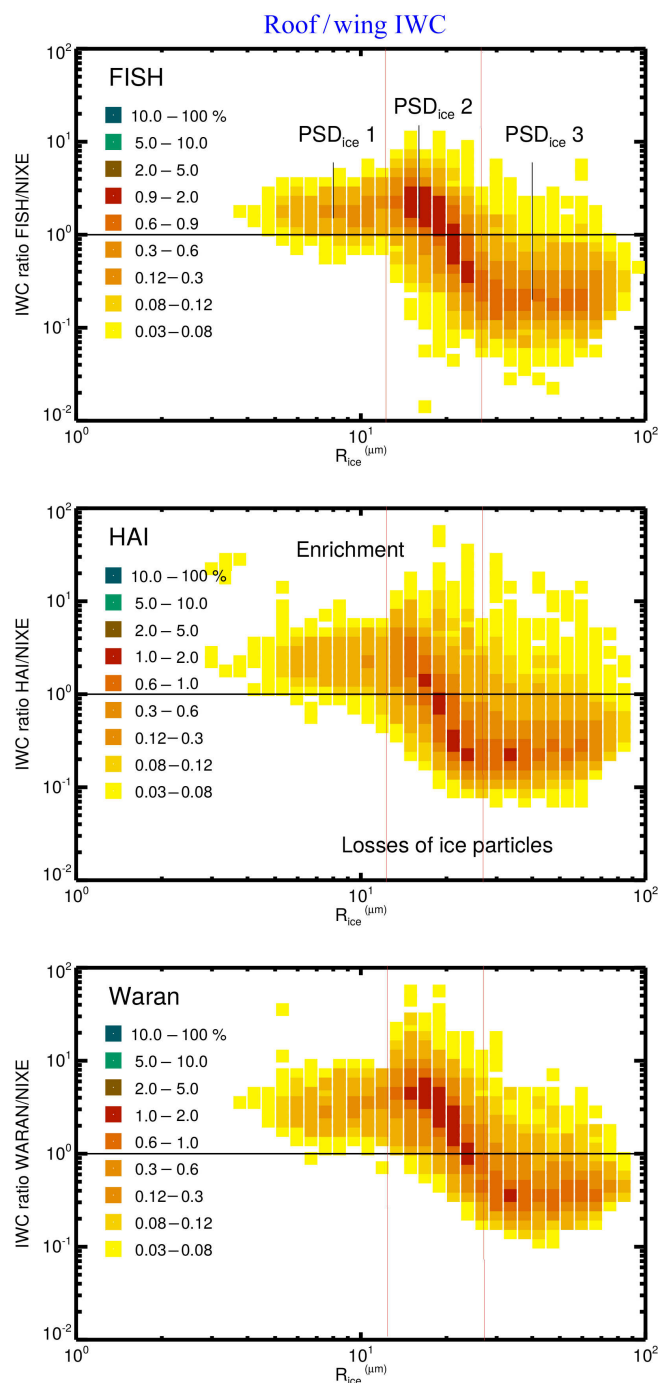 Roof/wing IWC
10²
FISH
10.0 – 100 %
5.0 – 10.0
2.0 – 5.0
0.9 – 2.0
0.6 – 0.9
0.3 – 0.6
0.12 – 0.3
0.08 – 0.12
0.03 – 0.08
PSD_ice 1
PSD_ice 2
PSD_ice 3
10¹
10⁰
10⁻¹
10⁻²
IWC ratio FISH/NIXE
10⁰
10¹
10²
R_ice (μm)
10²
HAI
10.0 – 100 %
5.0 – 10.0
2.0 – 5.0
1.0 – 2.0
0.6 – 1.0
0.3 – 0.6
0.12 – 0.3
0.08 – 0.12
0.03 – 0.08
Enrichment
Losses of ice particles
10¹
10⁰
10⁻¹
10⁻²
IWC ratio HAI/NIXE
10⁰
10¹
10²
R_ice (μm)
10²
Waran
10.0 – 100 %
5.0 – 10.0
2.0 – 5.0
1.0 – 2.0
0.6 – 1.0
0.3 – 0.6
0.12 – 0.3
0.08 – 0.12
0.03 – 0.08
10¹
10⁰
10⁻¹
10⁻²
IWC ratio WARAN/NIXE
10⁰
10¹
10²
R_ice (μm)